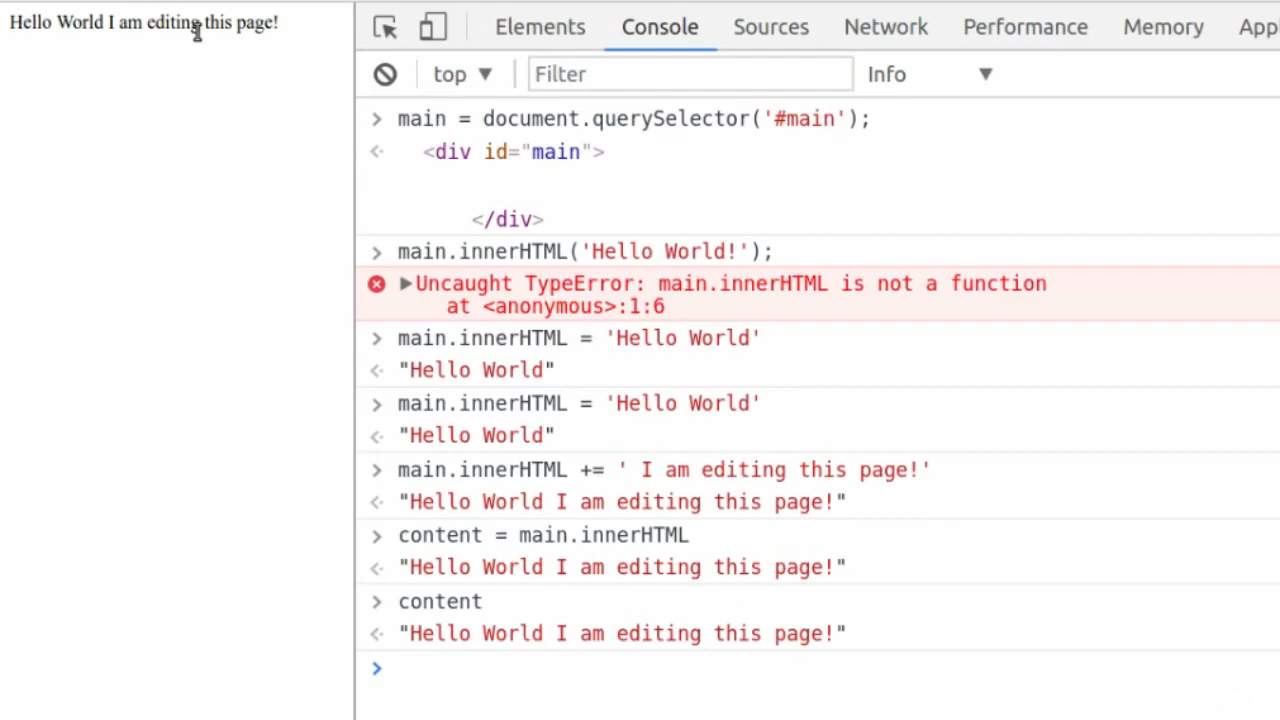 Hello World I am editing this page!
Elements Console Sources Network Performance Memory App
top ▼ Filter Info ▼
> main = document.querySelector('#main');
<div id="main">
</div>
> main.innerHTML('Hello World!');
▶Uncaught TypeError: main.innerHTML is not a function
at <anonymous>:1:6
> main.innerHTML = 'Hello World'
"Hello World"
> main.innerHTML = 'Hello World'
"Hello World"
> main.innerHTML += ' I am editing this page!'
"Hello World I am editing this page!"
> content = main.innerHTML
"Hello World I am editing this page!"
> content
"Hello World I am editing this page!"
>